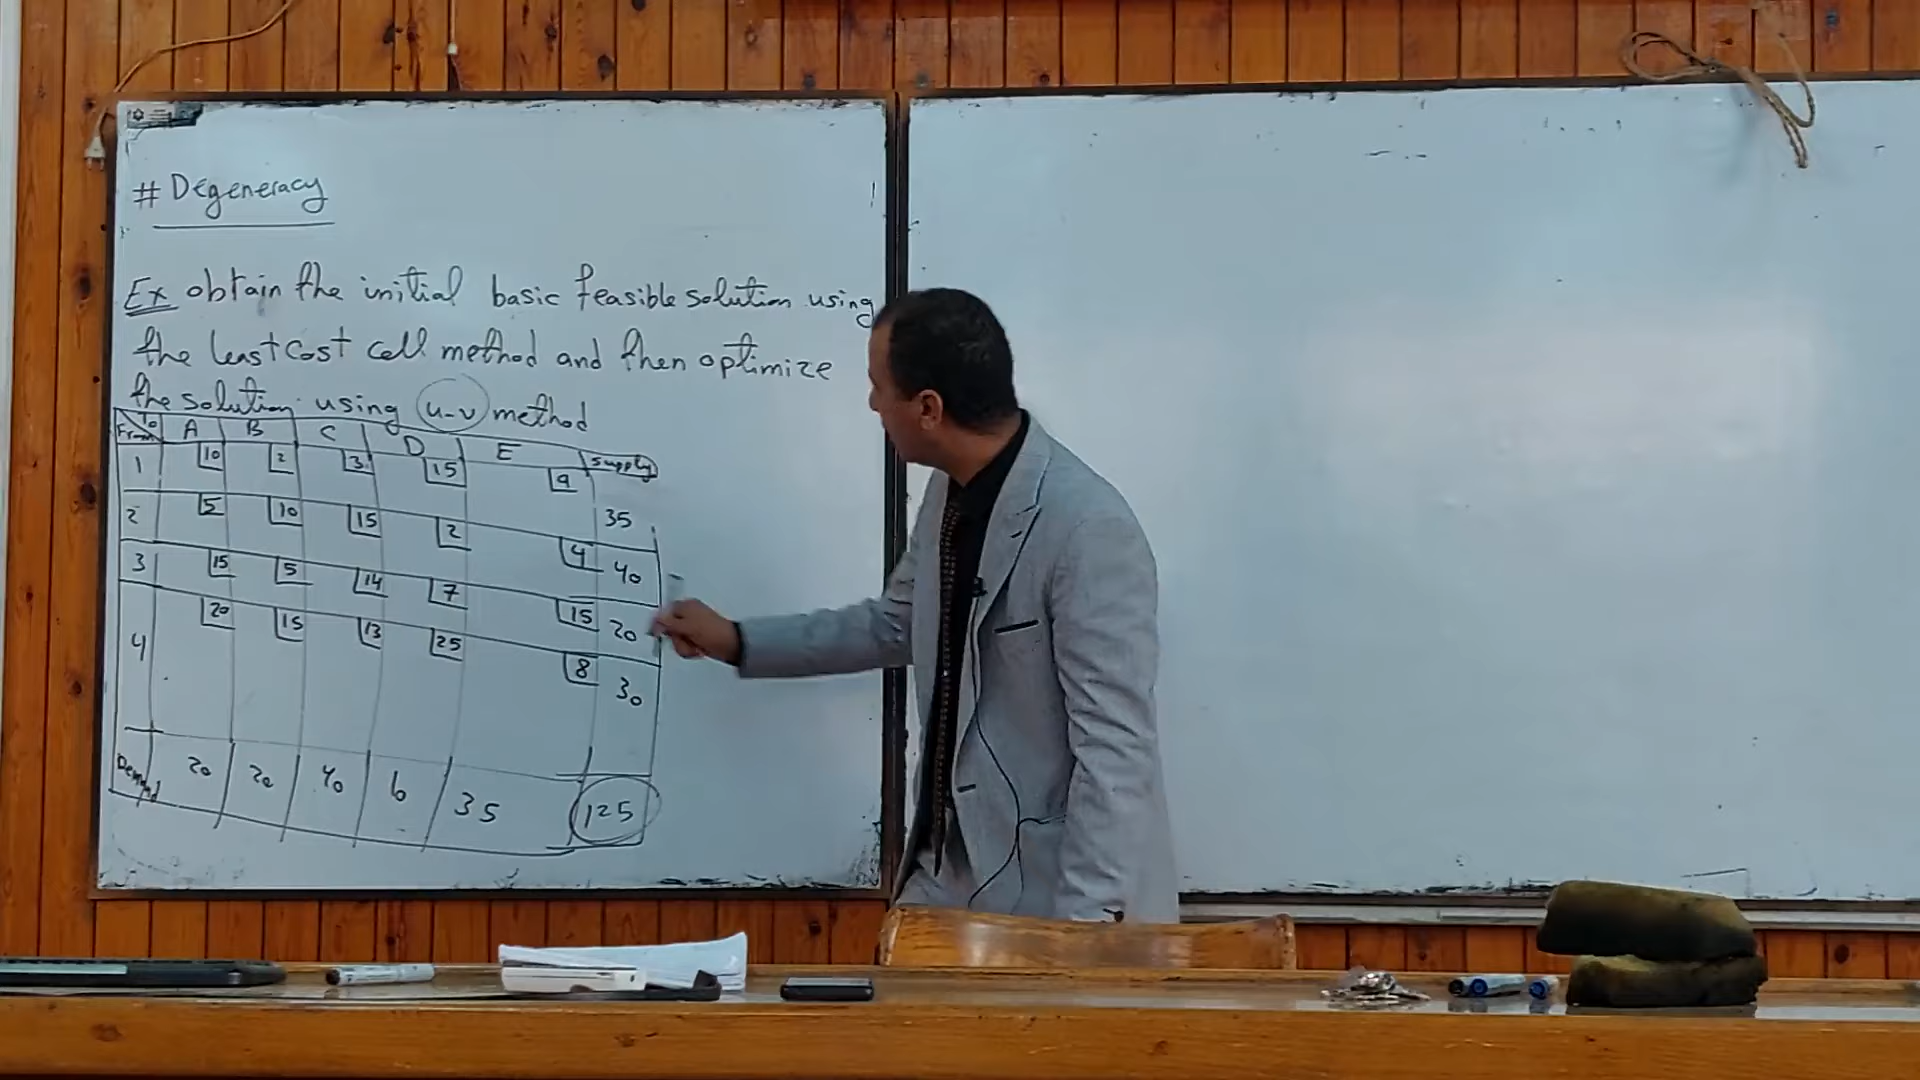 # Degeneracy
Ex obtain the initial basic feasible solution using
the least cost cell method and then optimize
the solution using u-v method
From To A B C D E supply
1 10 2 3 15 9 35
2 5 10 15 2 4 40
3 15 5 14 7 15 20
4 20 15 13 25 8 30
Demand 20 20 40 6 35 125